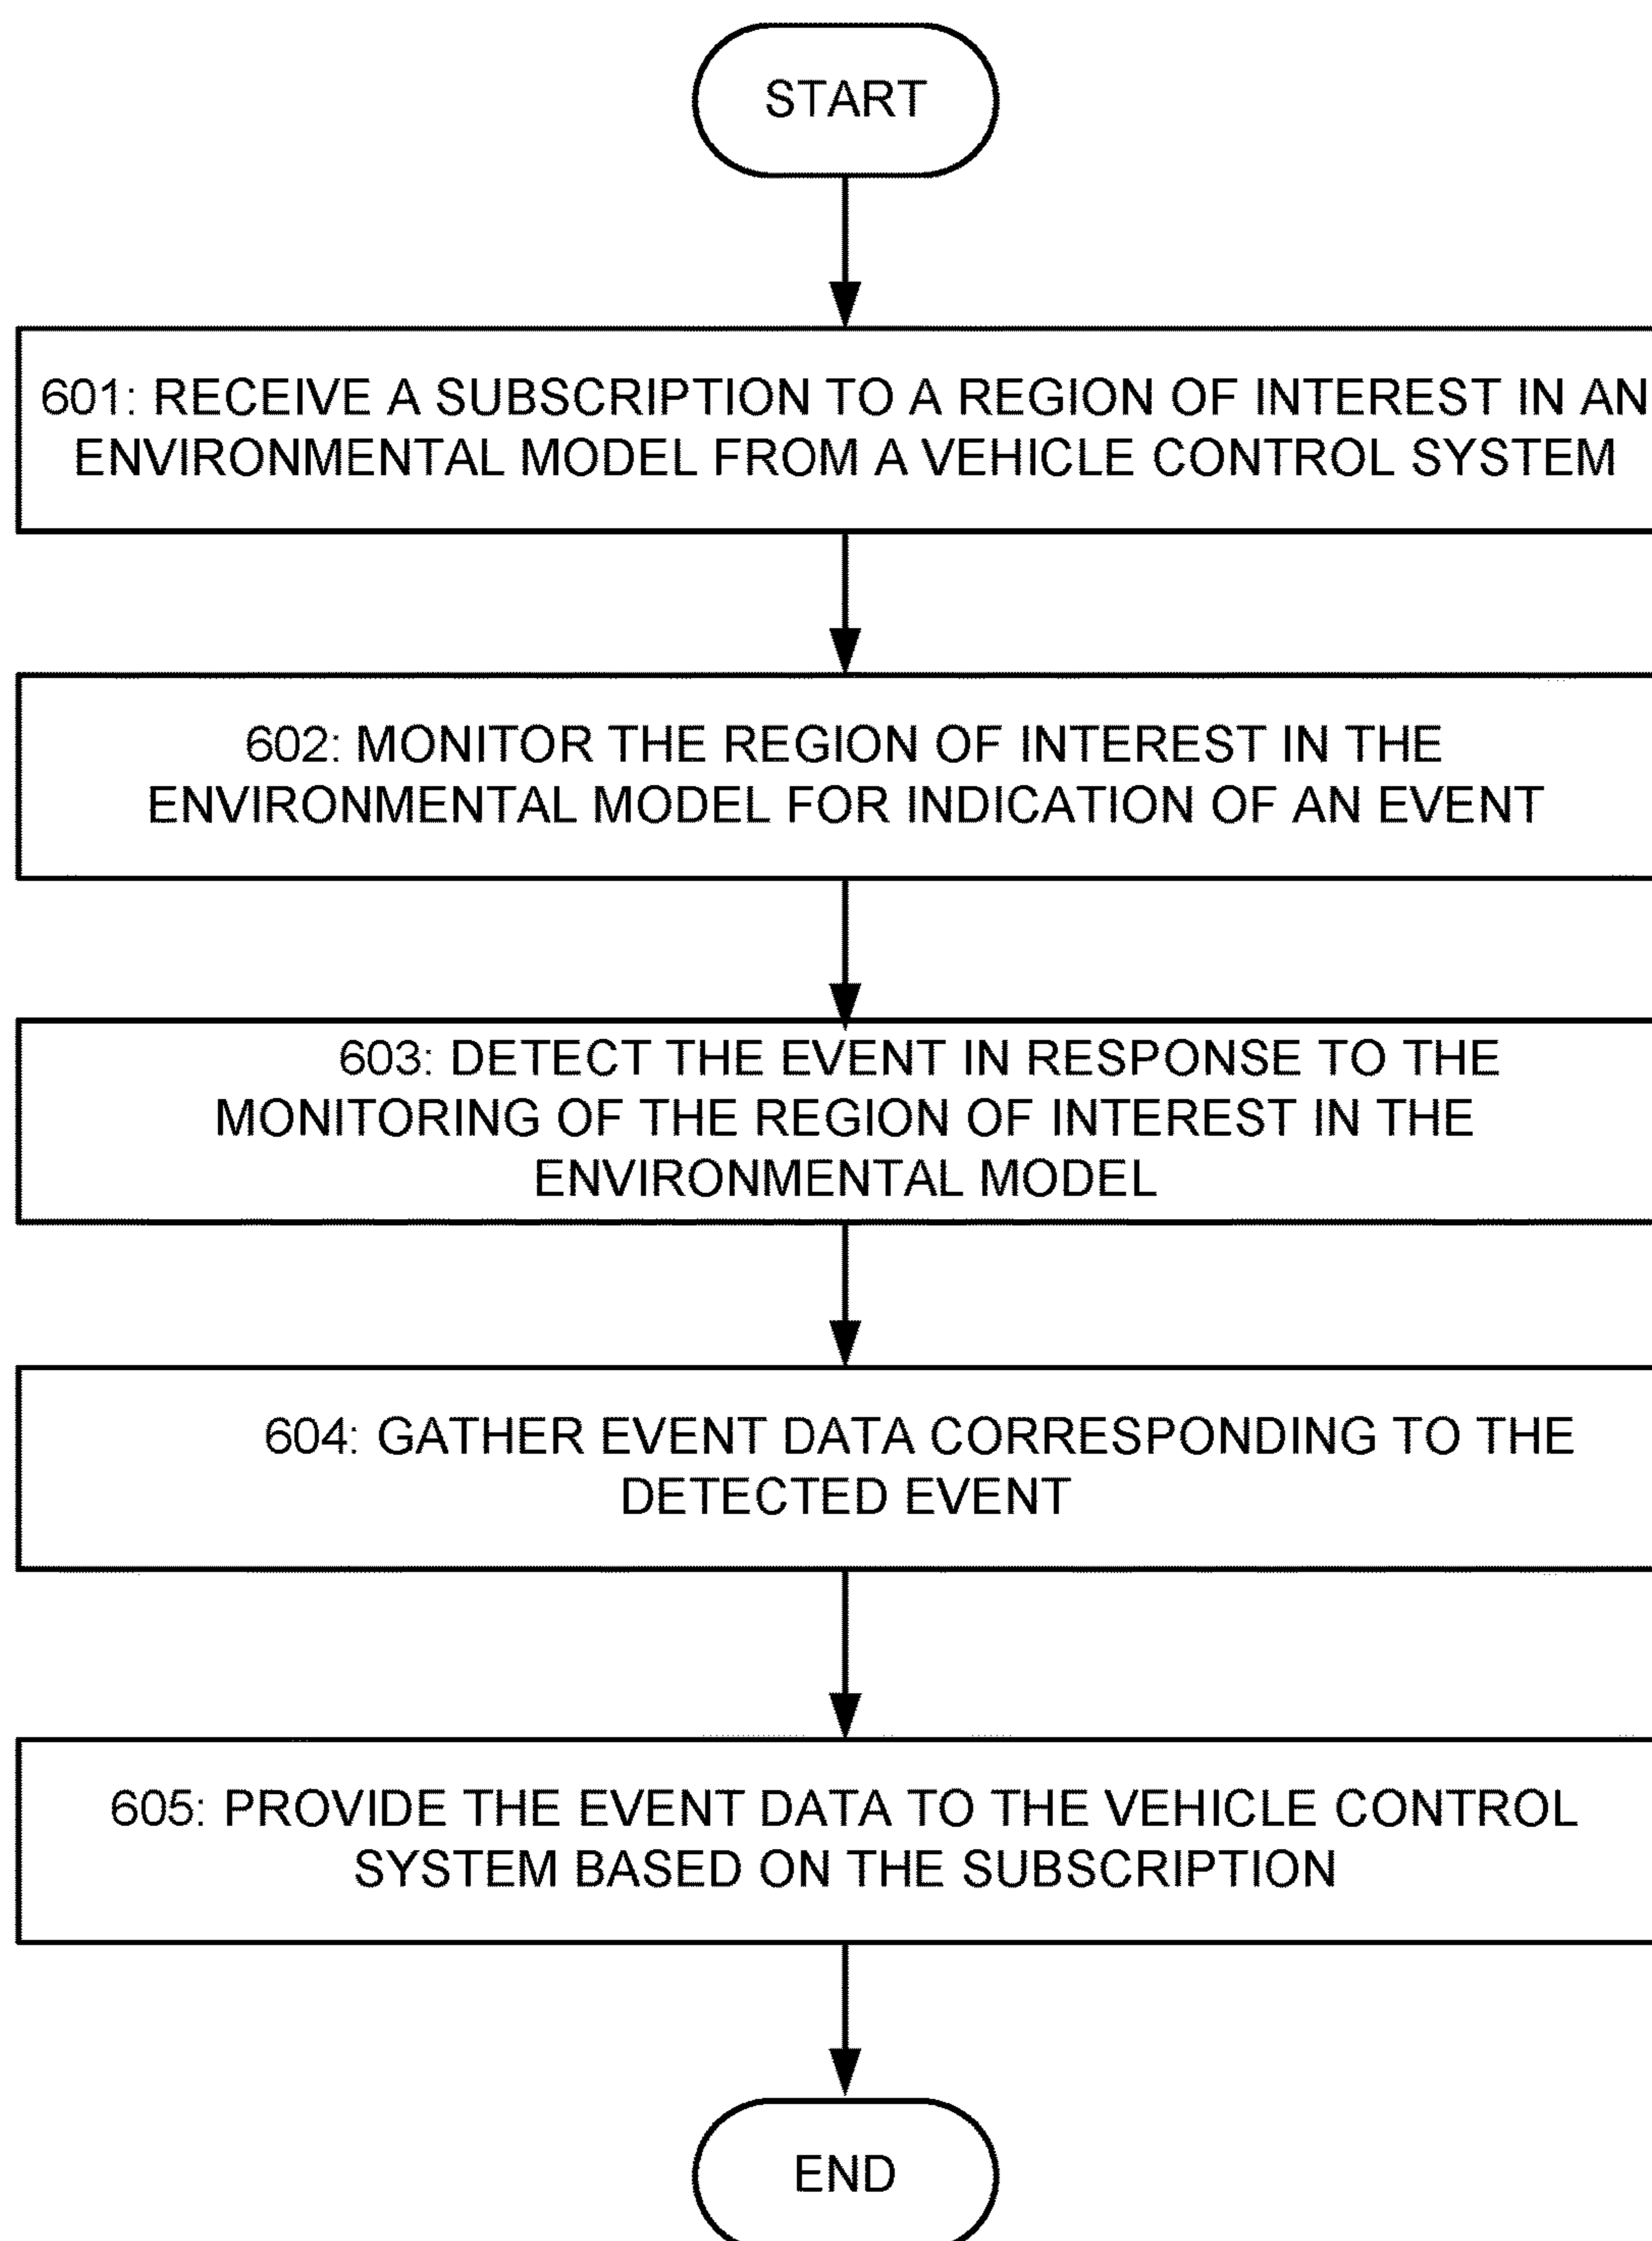 START
601: RECEIVE A SUBSCRIPTION TO A REGION OF INTEREST IN AN
ENVIRONMENTAL MODEL FROM A VEHICLE CONTROL SYSTEM
602: MONITOR THE REGION OF INTEREST IN THE
ENVIRONMENTAL MODEL FOR INDICATION OF AN EVENT
603: DETECT THE EVENT IN RESPONSE TO THE
MONITORING OF THE REGION OF INTEREST IN THE
ENVIRONMENTAL MODEL
604: GATHER EVENT DATA CORRESPONDING TO THE
DETECTED EVENT
605: PROVIDE THE EVENT DATA TO THE VEHICLE CONTROL
SYSTEM BASED ON THE SUBSCRIPTION
END